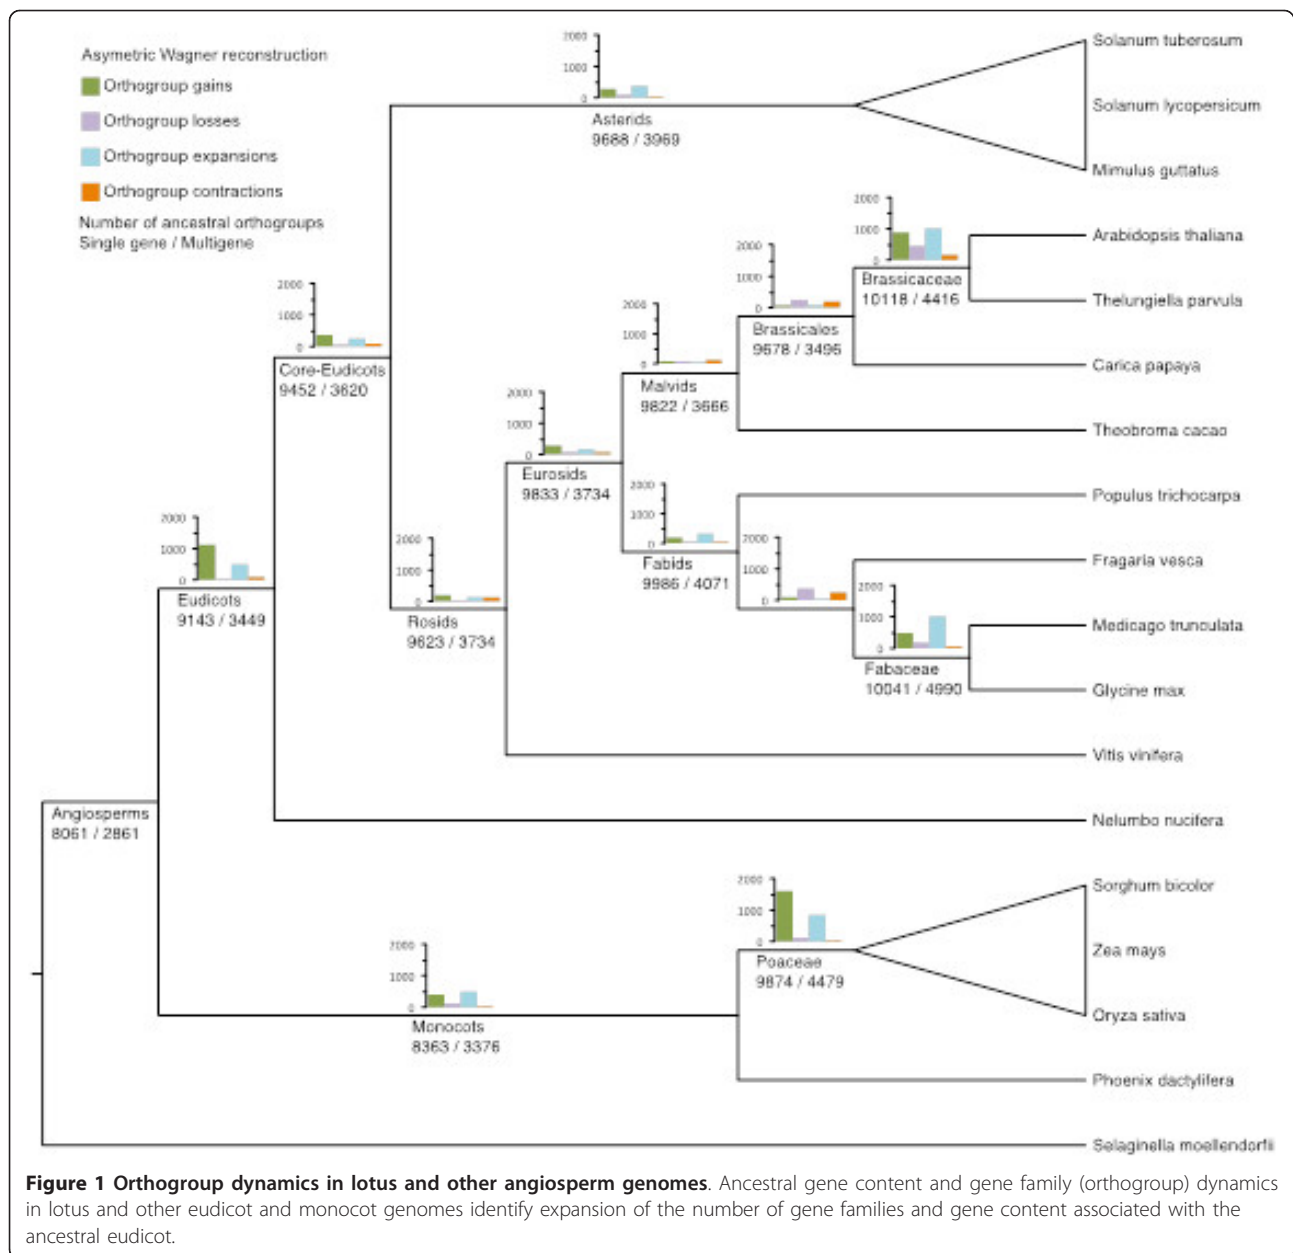 Asymetric Wagner reconstruction
Orthogroup gains
Orthogroup losses
Orthogroup expansions
Orthogroup contractions
Number of ancestral orthogroups
Single gene / Multigene
2000
1000
0
Asterids
9688 / 3969
Solanum tuberosum
Solanum lycopersicum
Mimulus guttatus
2000
1000
0
Brassicaceae
10118 / 4416
Arabidopsis thaliana
Thelungiella parvula
2000
1000
0
Brassicales
9678 / 3496
Carica papaya
2000
1000
0
Malvids
9822 / 3666
Theobroma cacao
2000
1000
0
Core-Eudicots
9452 / 3620
2000
1000
0
Eurosids
9833 / 3734
2000
1000
0
Fabids
9986 / 4071
Populus trichocarpa
2000
1000
0
Fragaria vesca
2000
1000
0
Fabaceae
10041 / 4990
Medicago trunculata
Glycine max
2000
1000
0
Eudicots
9143 / 3449
2000
1000
0
Rosids
9623 / 3734
Vitis vinifera
Angiosperms
8061 / 2861
Nelumbo nucifera
2000
1000
0
Poaceae
9874 / 4479
Sorghum bicolor
Zea mays
Oryza sativa
2000
1000
0
Monocots
8363 / 3376
Phoenix dactylifera
Selaginella moellendorfii
Figure 1 Orthogroup dynamics in lotus and other angiosperm genomes. Ancestral gene content and gene family (orthogroup) dynamics
in lotus and other eudicot and monocot genomes identify expansion of the number of gene families and gene content associated with the
ancestral eudicot.